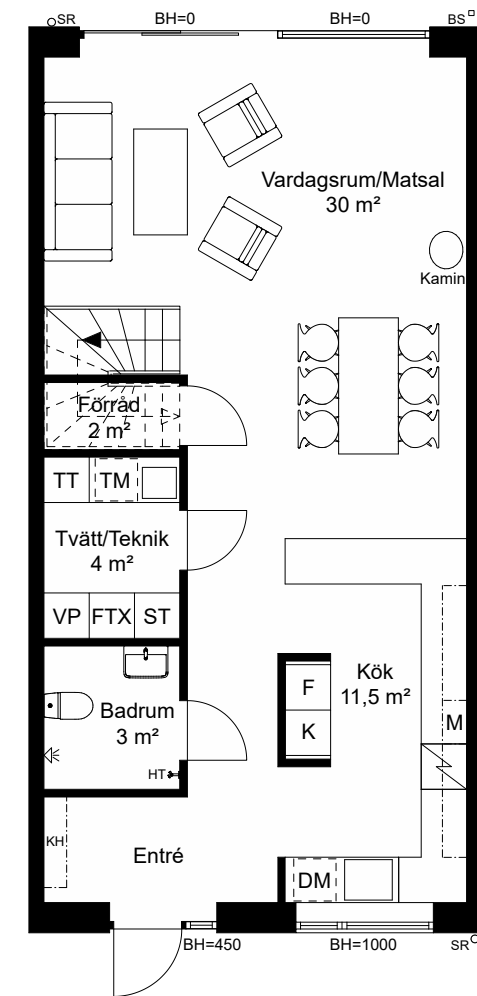 SR
BH=0
BH=0
BS
Vardagsrum/Matsal
30 m²
Kamin
Förråd
2 m²
TT
TM
Tvätt/Teknik
4 m²
VP
FTX
ST
Kök
11,5 m²
F
K
M
Badrum
3 m²
HT
KH
Entré
DM
BH=450
BH=1000
SR